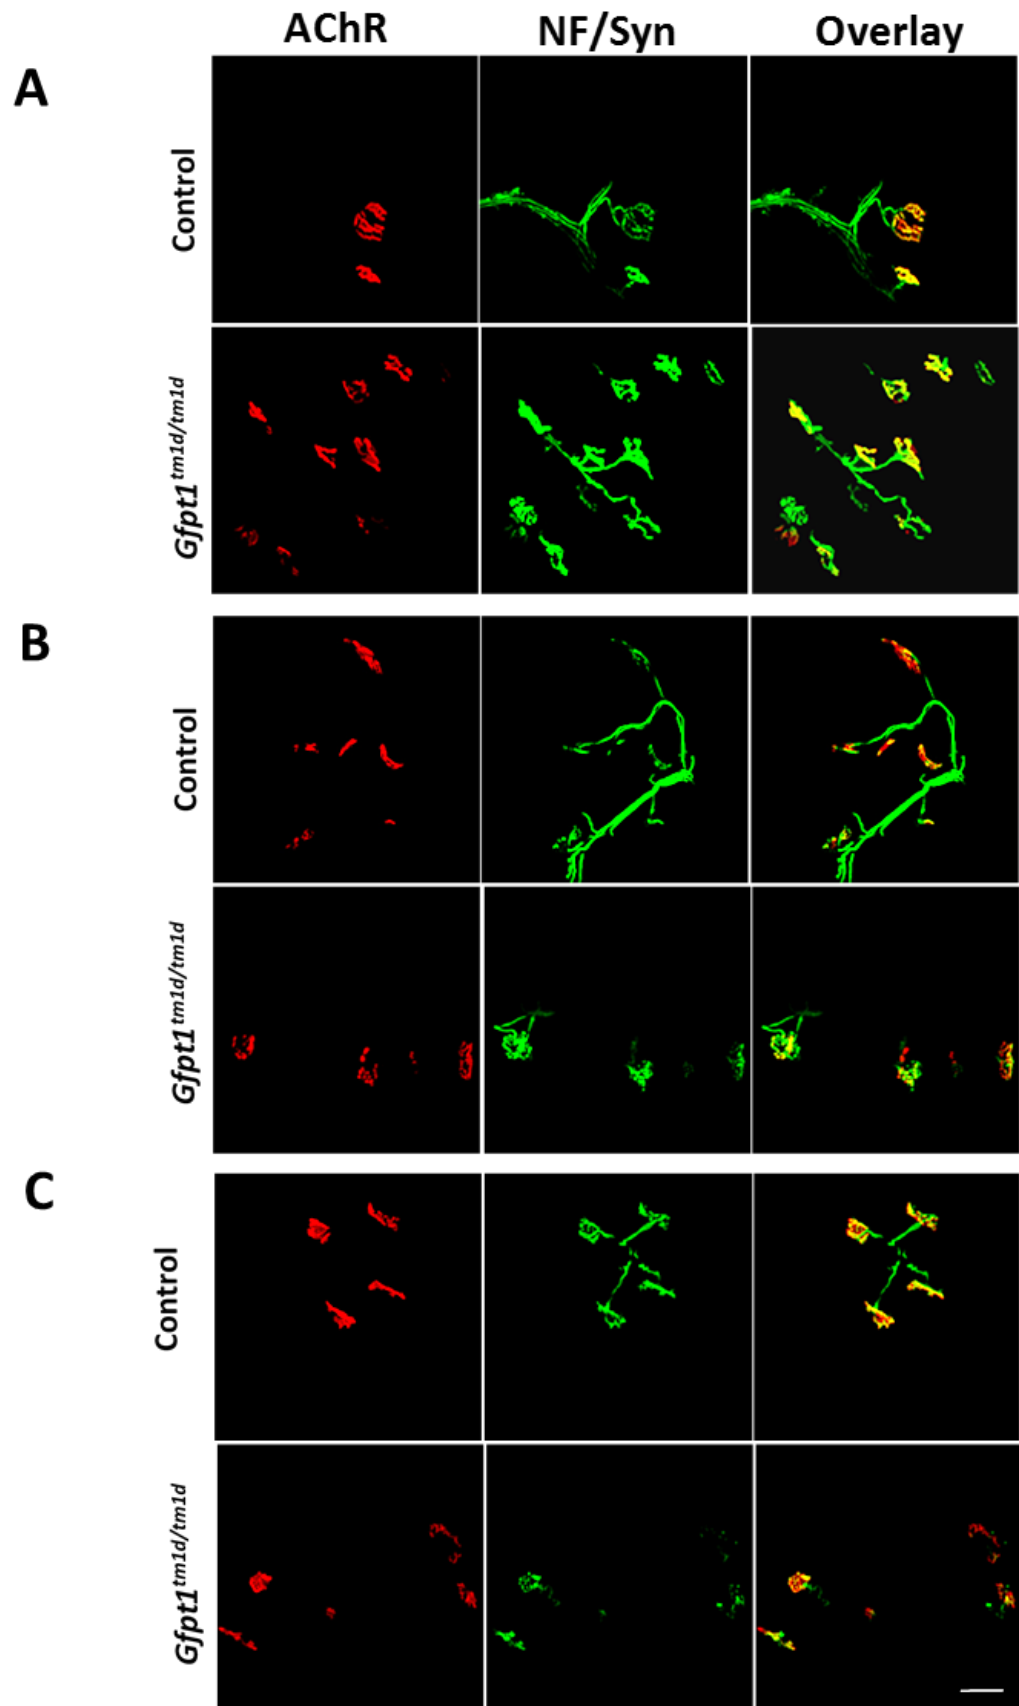 AChR NF/Syn Overlay
A
Control
Gfpt1tm1d/tm1d
B
Control
Gfpt1tm1d/tm1d
C
Control
Gfpt1tm1d/tm1d